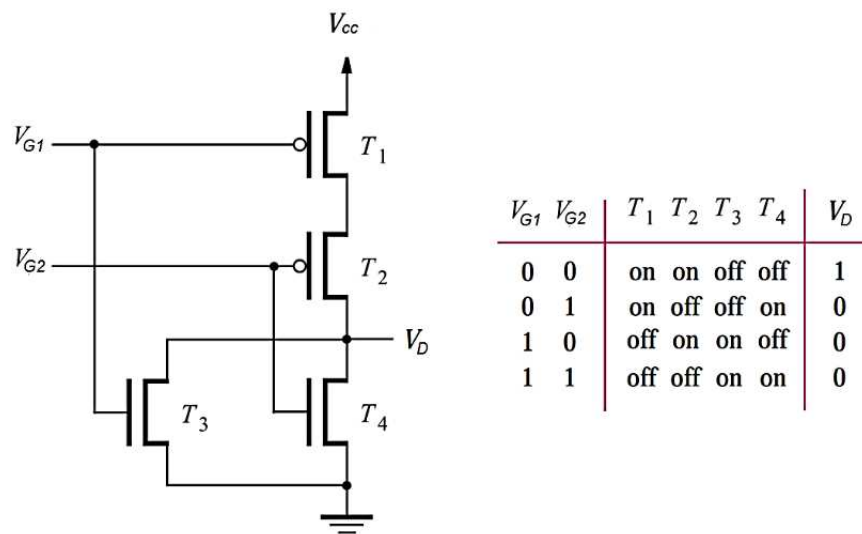 Vcc
VG1
T1
VG2
T2
VD
T3
T4
VG1 VG2 T1 T2 T3 T4 VD
0 0 on on off off 1
0 1 on off off on 0
1 0 off on on off 0
1 1 off off on on 0